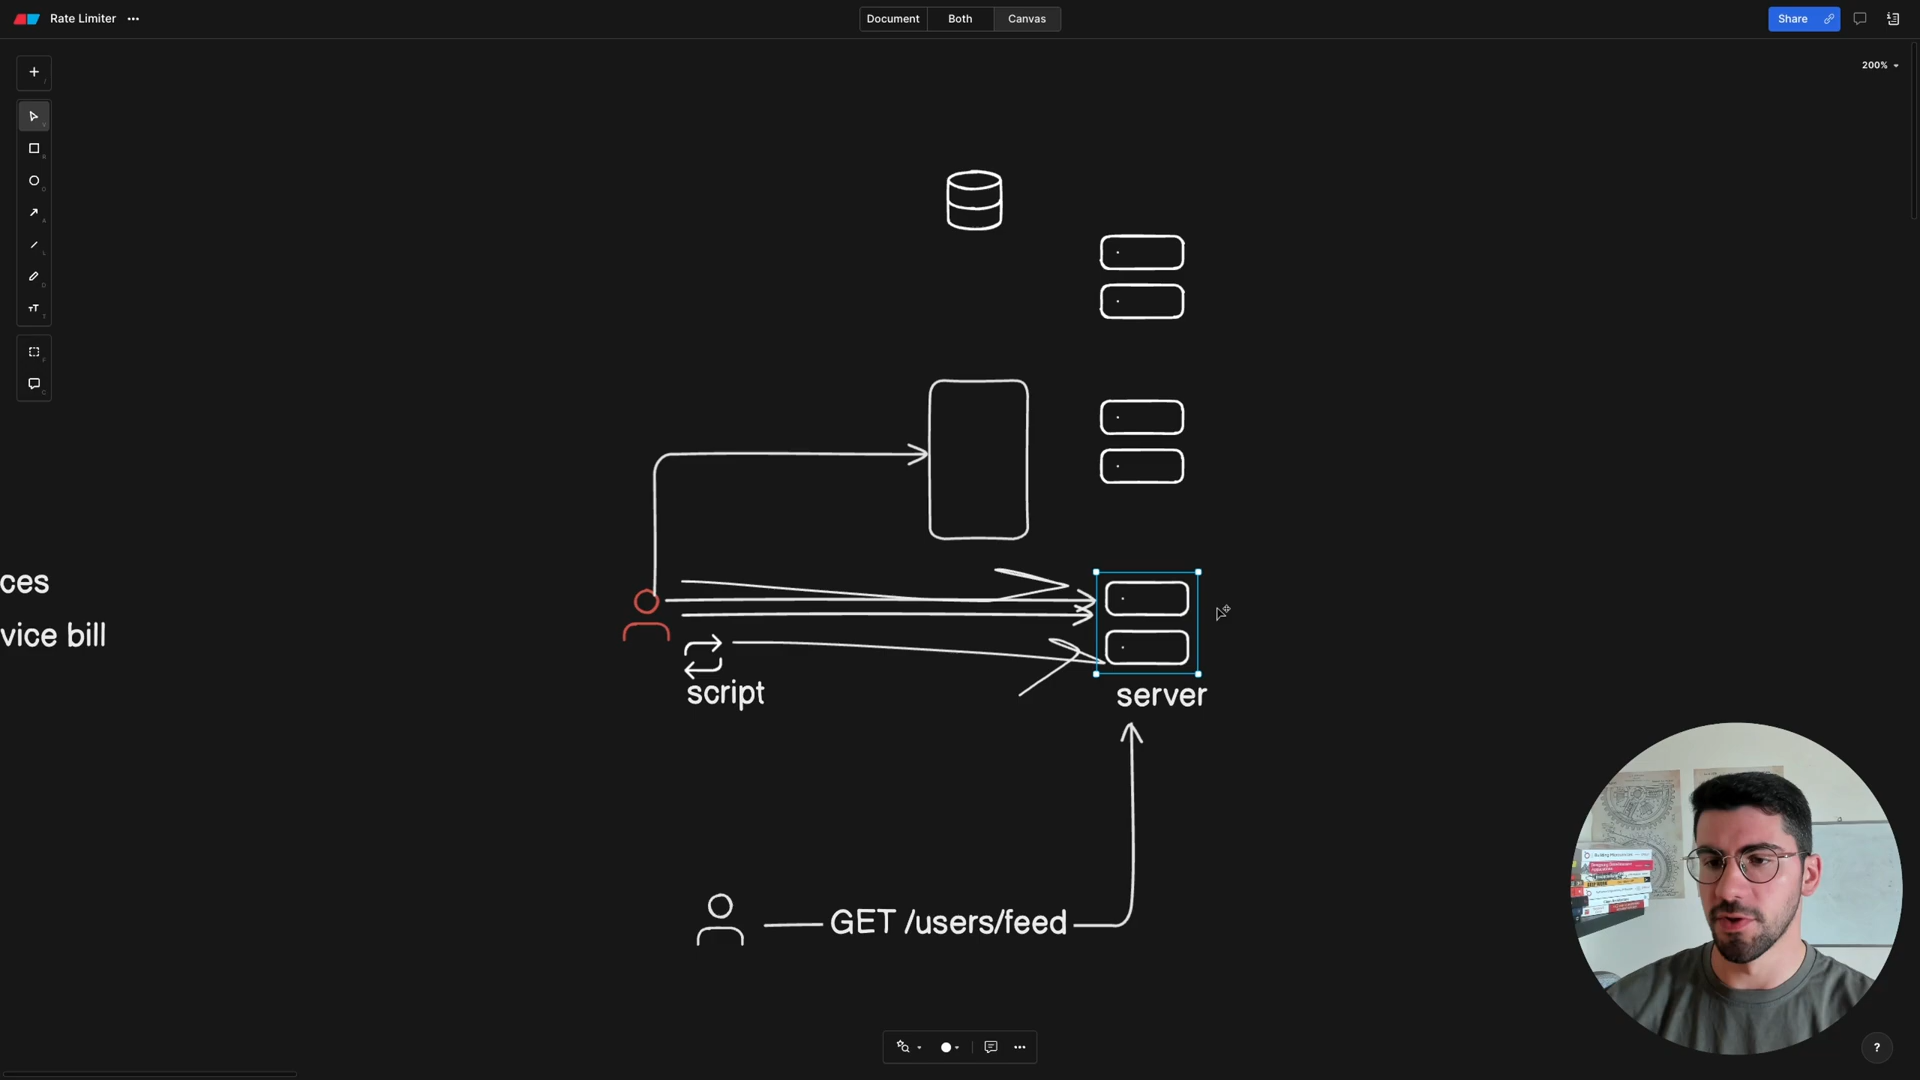 Rate Limiter
Document
Both
Canvas
Share
200%
ces
vice bill
script
server
GET /users/feed
?